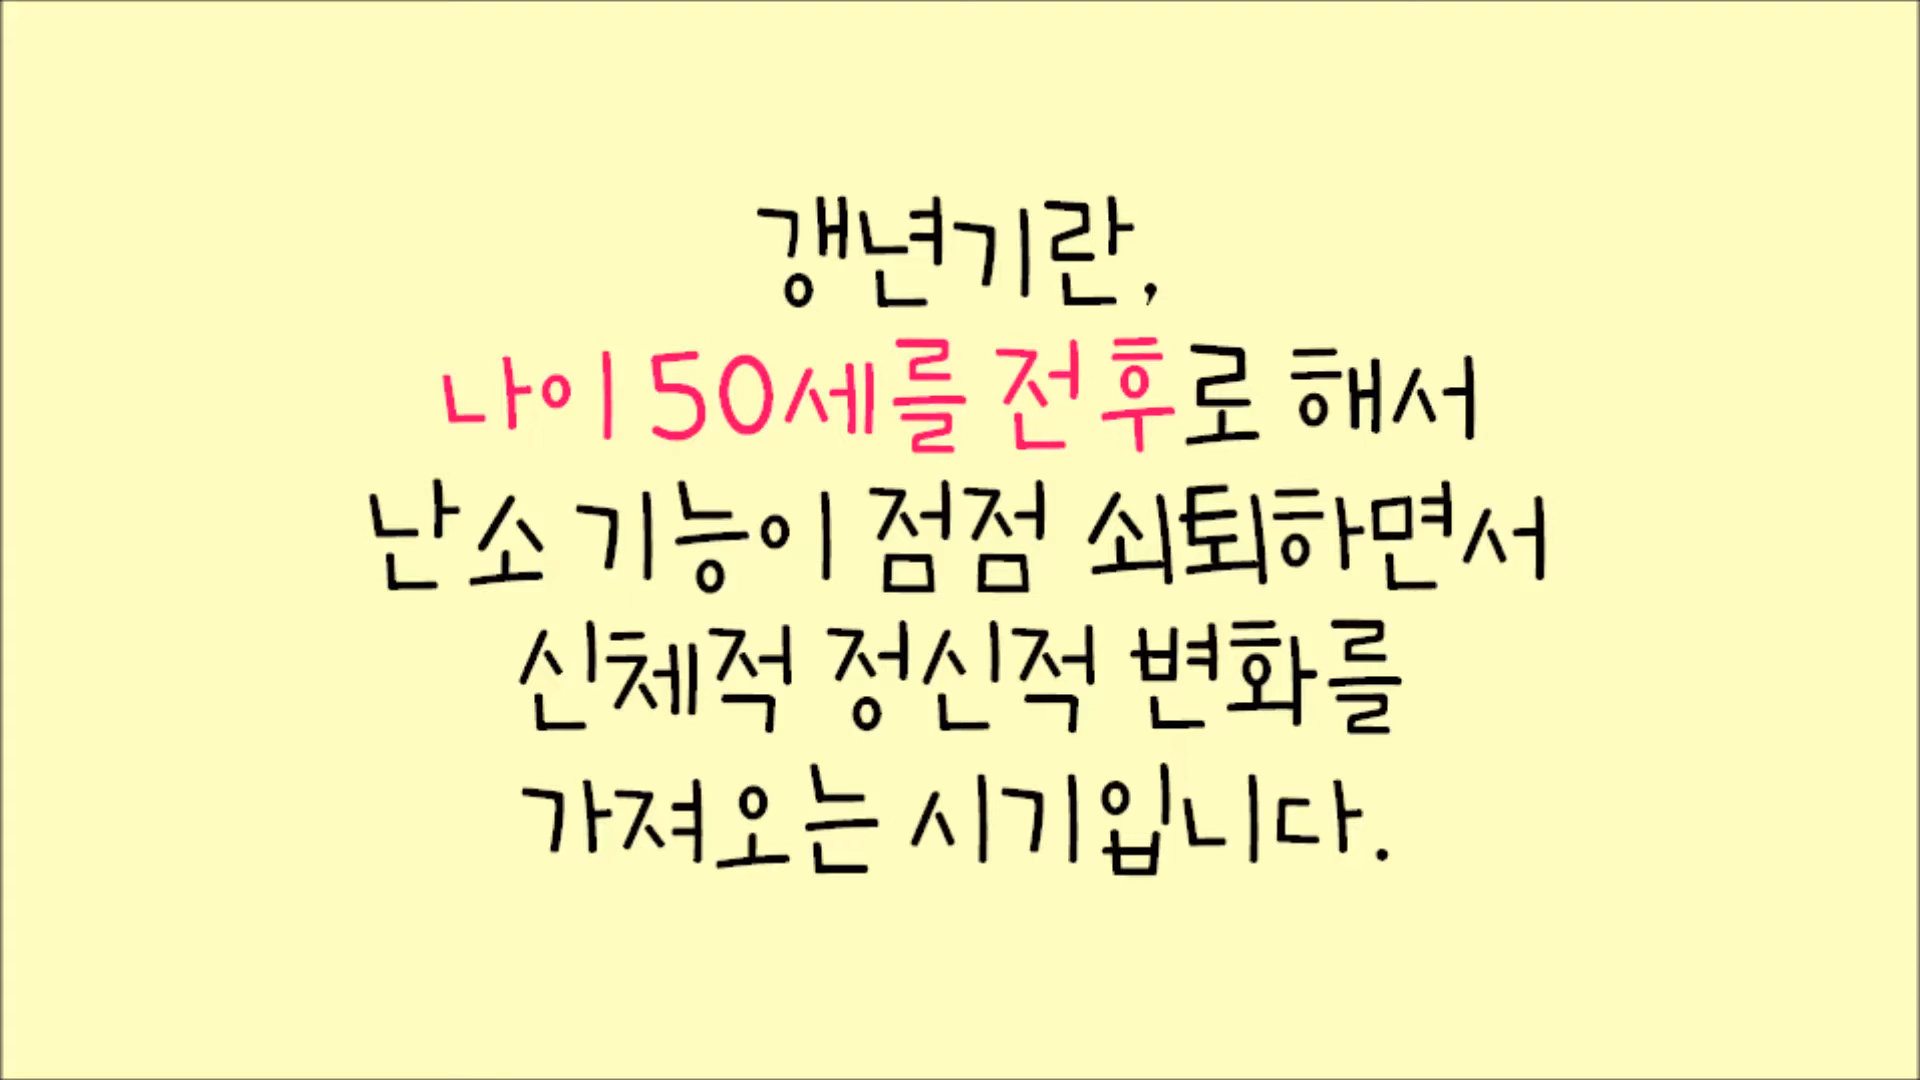 갱년기란,
나이 50세를 전후로 해서
난소 기능이 점점 쇠퇴하면서
신체적 정신적 변화를
가져오는 시기입니다.